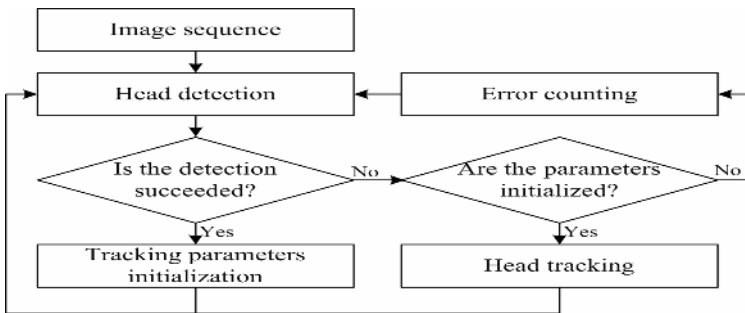 Image sequence
Head detection
Error counting
Is the detection
succeeded?
No
Are the parameters
initialized?
No
Yes
Yes
Tracking parameters
initialization
Head tracking